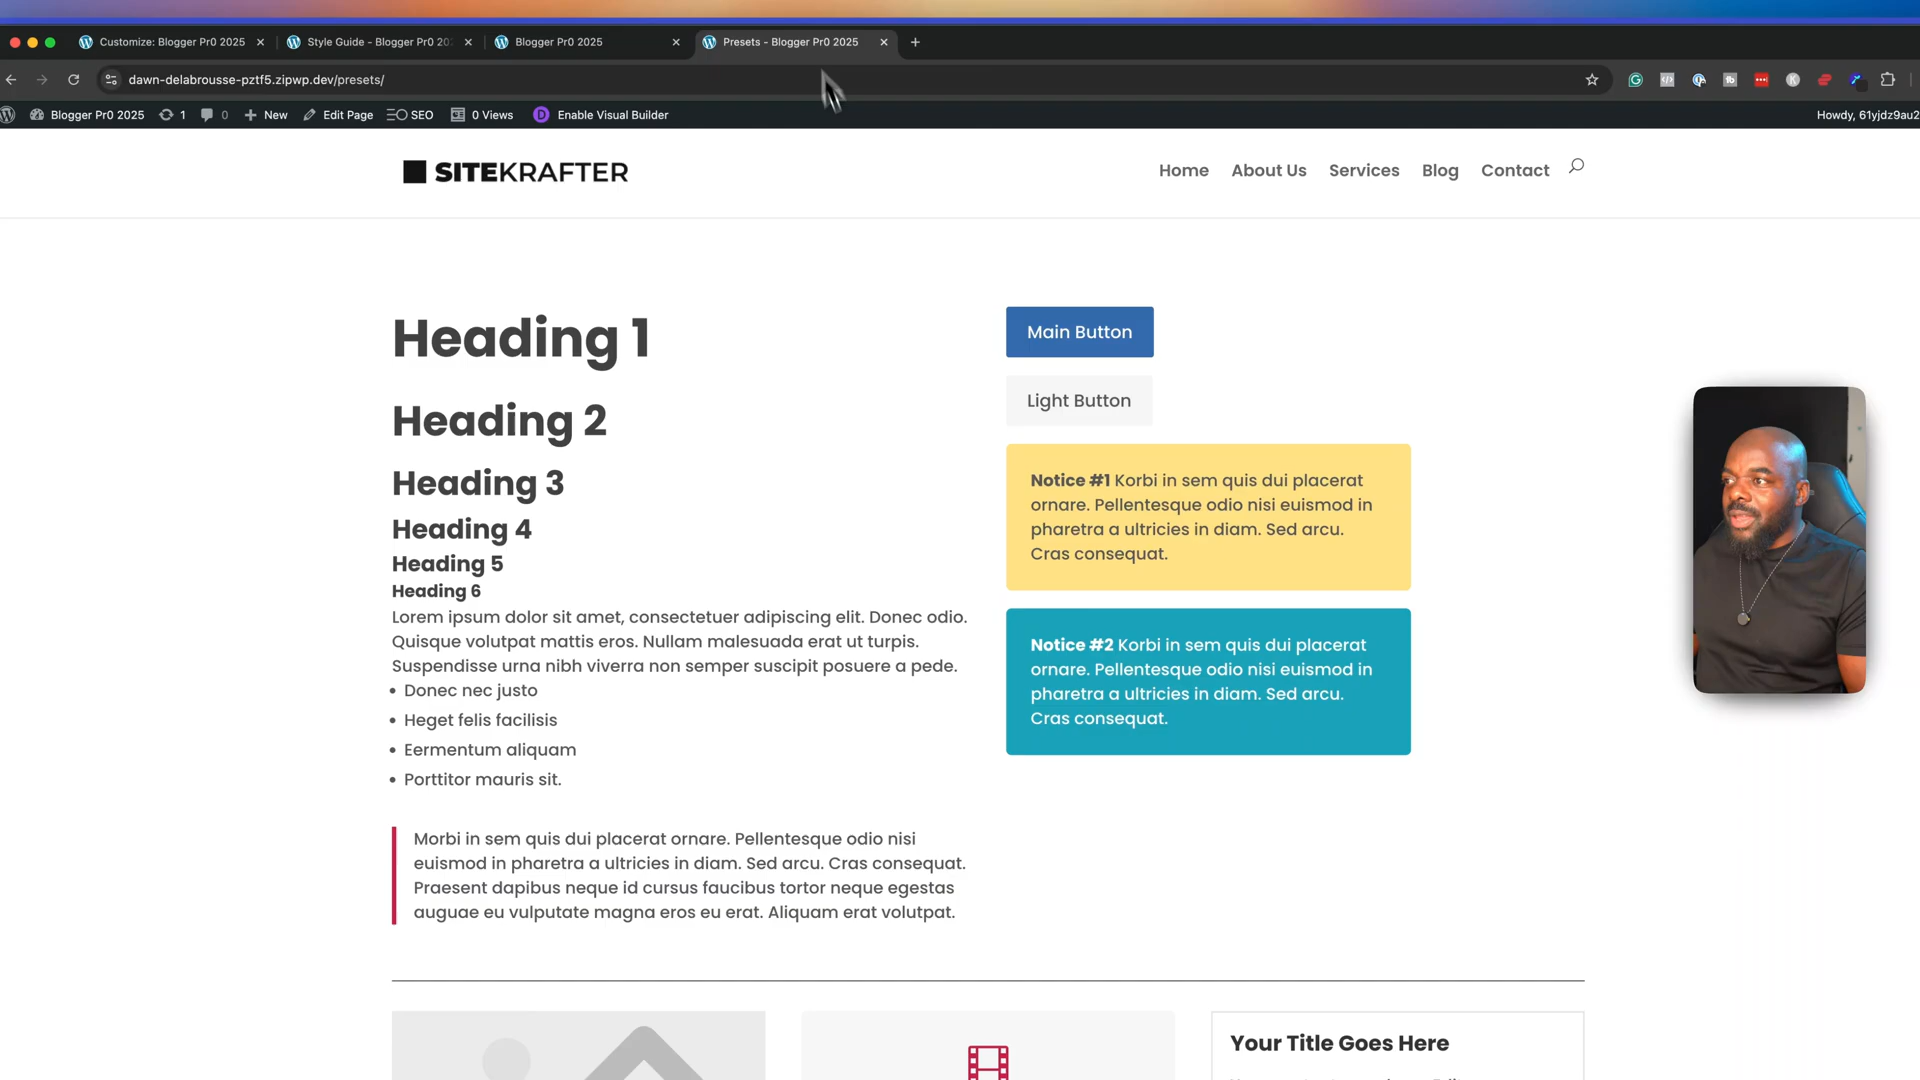 Customize: Blogger Pr0 2025
Style Guide - Blogger Pr0 20
Blogger Pr0 2025
Presets - Blogger Pr0 2025
dawn-delabrousse-pztf5.zipwp.dev/presets/
Blogger Pr0 2025 1 0 New Edit Page SEO 0 Views Enable Visual Builder Howdy, 61yjdz9au2
SITEKRAFTER
Home About Us Services Blog Contact
Heading 1
Heading 2
Heading 3
Heading 4
Heading 5
Heading 6
Lorem ipsum dolor sit amet, consectetuer adipiscing elit. Donec odio.
Quisque volutpat mattis eros. Nullam malesuada erat ut turpis.
Suspendisse urna nibh viverra non semper suscipit posuere a pede.
• Donec nec justo
• Heget felis facilisis
• Eermentum aliquam
• Porttitor mauris sit.
Morbi in sem quis dui placerat ornare. Pellentesque odio nisi
euismod in pharetra a ultricies in diam. Sed arcu. Cras consequat.
Praesent dapibus neque id cursus faucibus tortor neque egestas
auguae eu vulputate magna eros eu erat. Aliquam erat volutpat.
Main Button
Light Button
Notice #1 Korbi in sem quis dui placerat
ornare. Pellentesque odio nisi euismod in
pharetra a ultricies in diam. Sed arcu.
Cras consequat.
Notice #2 Korbi in sem quis dui placerat
ornare. Pellentesque odio nisi euismod in
pharetra a ultricies in diam. Sed arcu.
Cras consequat.
Your Title Goes Here